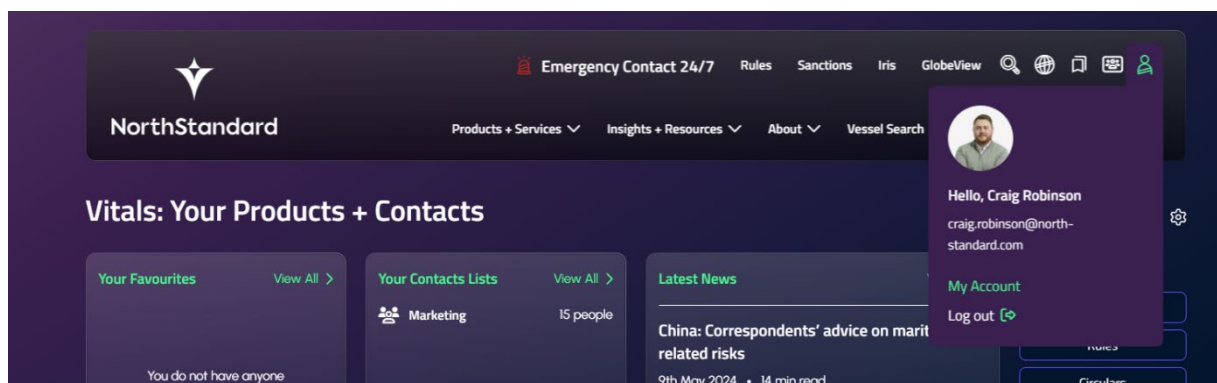 Emergency Contact 24/7 Rules Sanctions Iris GlobeView
NorthStandard
Products + Services Insights + Resources About Vessel Search
Hello, Craig Robinson
craig.robinson@north-
standard.com
My Account
Log out
Vitals: Your Products + Contacts
Your Favourites View All
You do not have anyone
Your Contacts Lists View All
Marketing 15 people
Latest News
China: Correspondents' advice on marit
related risks
9th May 2024 • 14 min read
Rules
Circulars